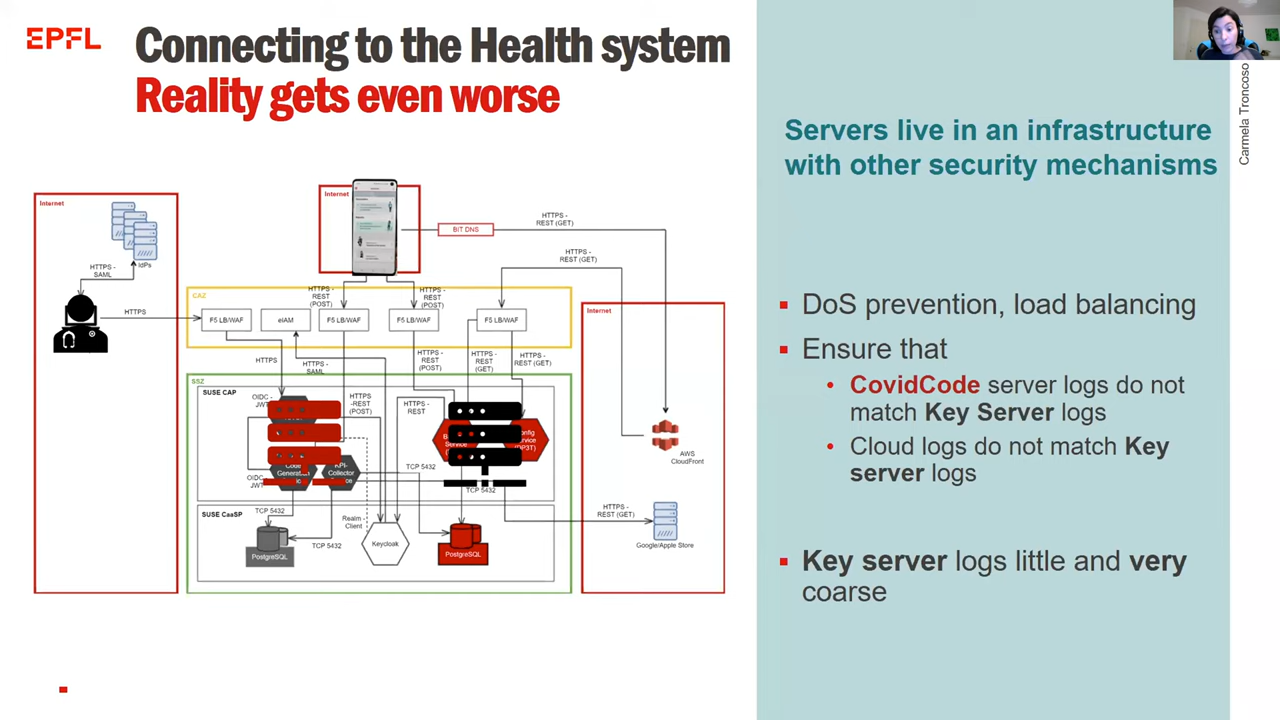 EPFL
Connecting to the Health system
Reality gets even worse
Servers live in an infrastructure
with other security mechanisms
Carmela Troncoso
DoS prevention, load balancing
Ensure that
CovidCode server logs do not
match Key Server logs
Cloud logs do not match Key
server logs
Key server logs little and very
coarse
Internet
IdPs
HTTPS -
SAML
HTTPS
Internet
BIT DNS
HTTPS -
REST (GET)
HTTPS -
REST (GET)
HTTPS -
REST
(POST)
HTTPS -
REST
(POST)
CAZ
F5 LB/WAF
eIAM
F5 LB/WAF
F5 LB/WAF
F5 LB/WAF
Internet
HTTPS
HTTPS -
SAML
HTTPS -
REST
(POST)
HTTPS
- REST
(GET)
HTTPS -
REST (GET)
SSZ
SUSE CAP
OIDC -
JWT
HTTPS
-REST
(POST)
HTTPS
- REST
Service
Service
Generation
OIDC -
JWT
KPI-
Collector
TCP 5432
TCP 5432
AWS
CloudFront
SUSE CaaSP
TCP 5432
TCP 5432
Realm -
Client
PostgreSQL
Keycloak
PostgreSQL
HTTPS -
REST (GET)
Google/Apple Store